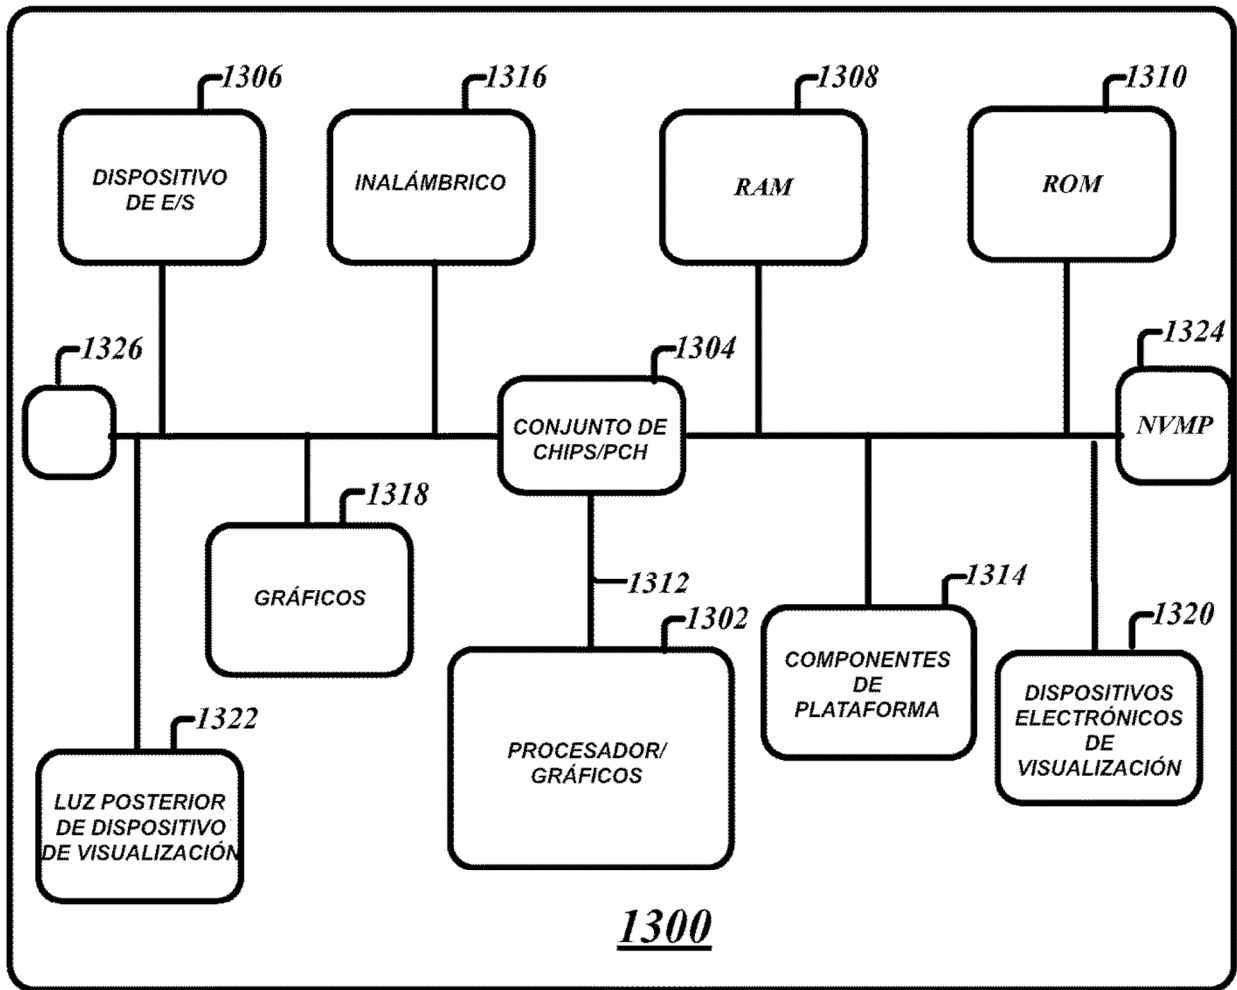 1306
1316
1308
1310
DISPOSITIVO
DE E/S
INALÁMBRICO
RAM
ROM
1326
1304
1324
CONJUNTO DE
CHIPS/PCH
NVMP
1318
GRÁFICOS
1312
1314
1302
1320
COMPONENTES
DE
PLATAFORMA
DISPOSITIVOS
ELECTRÓNICOS
DE
VISUALIZACIÓN
1322
PROCESADOR/
GRÁFICOS
LUZ POSTERIOR
DE DISPOSITIVO
DE VISUALIZACIÓN
1300